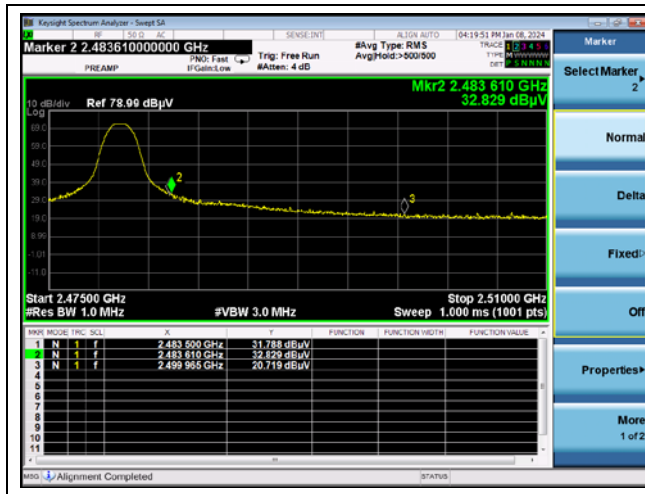 Keysight Spectrum Analyzer - Swept SA
RF 50 Ω AC SENSE:INT ALIGN AUTO 04:19:51 PM Jan 08, 2024
Marker 2 2.483610000000 GHz
PREAMP
PNO: Fast
IFGain:Low
Trig: Free Run
#Atten: 4 dB
#Avg Type: RMS
Avg|Hold:>500/500
TRACE 1 2 3 4 5 6
TYPE M W W W W W
DET P S N N N N
Mkr2 2.483 610 GHz
32.829 dBµV
10 dB/div Ref 78.99 dBµV
Log
69.0
59.0
49.0
39.0
29.0
19.0
8.99
-1.01
-11.0
2
3
Start 2.47500 GHz Stop 2.51000 GHz
#Res BW 1.0 MHz #VBW 3.0 MHz Sweep 1.000 ms (1001 pts)
MKR MODE TRC SCL X Y FUNCTION FUNCTION WIDTH FUNCTION VALUE
1 N 1 f 2.483 500 GHz 31.788 dBµV
2 N 1 f 2.483 610 GHz 32.829 dBµV
3 N 1 f 2.499 965 GHz 20.719 dBµV
4
5
6
7
8
9
10
11
MSG Alignment Completed STATUS
Marker
Select Marker
2
Normal
Delta
Fixed
Off
Properties
More
1 of 2